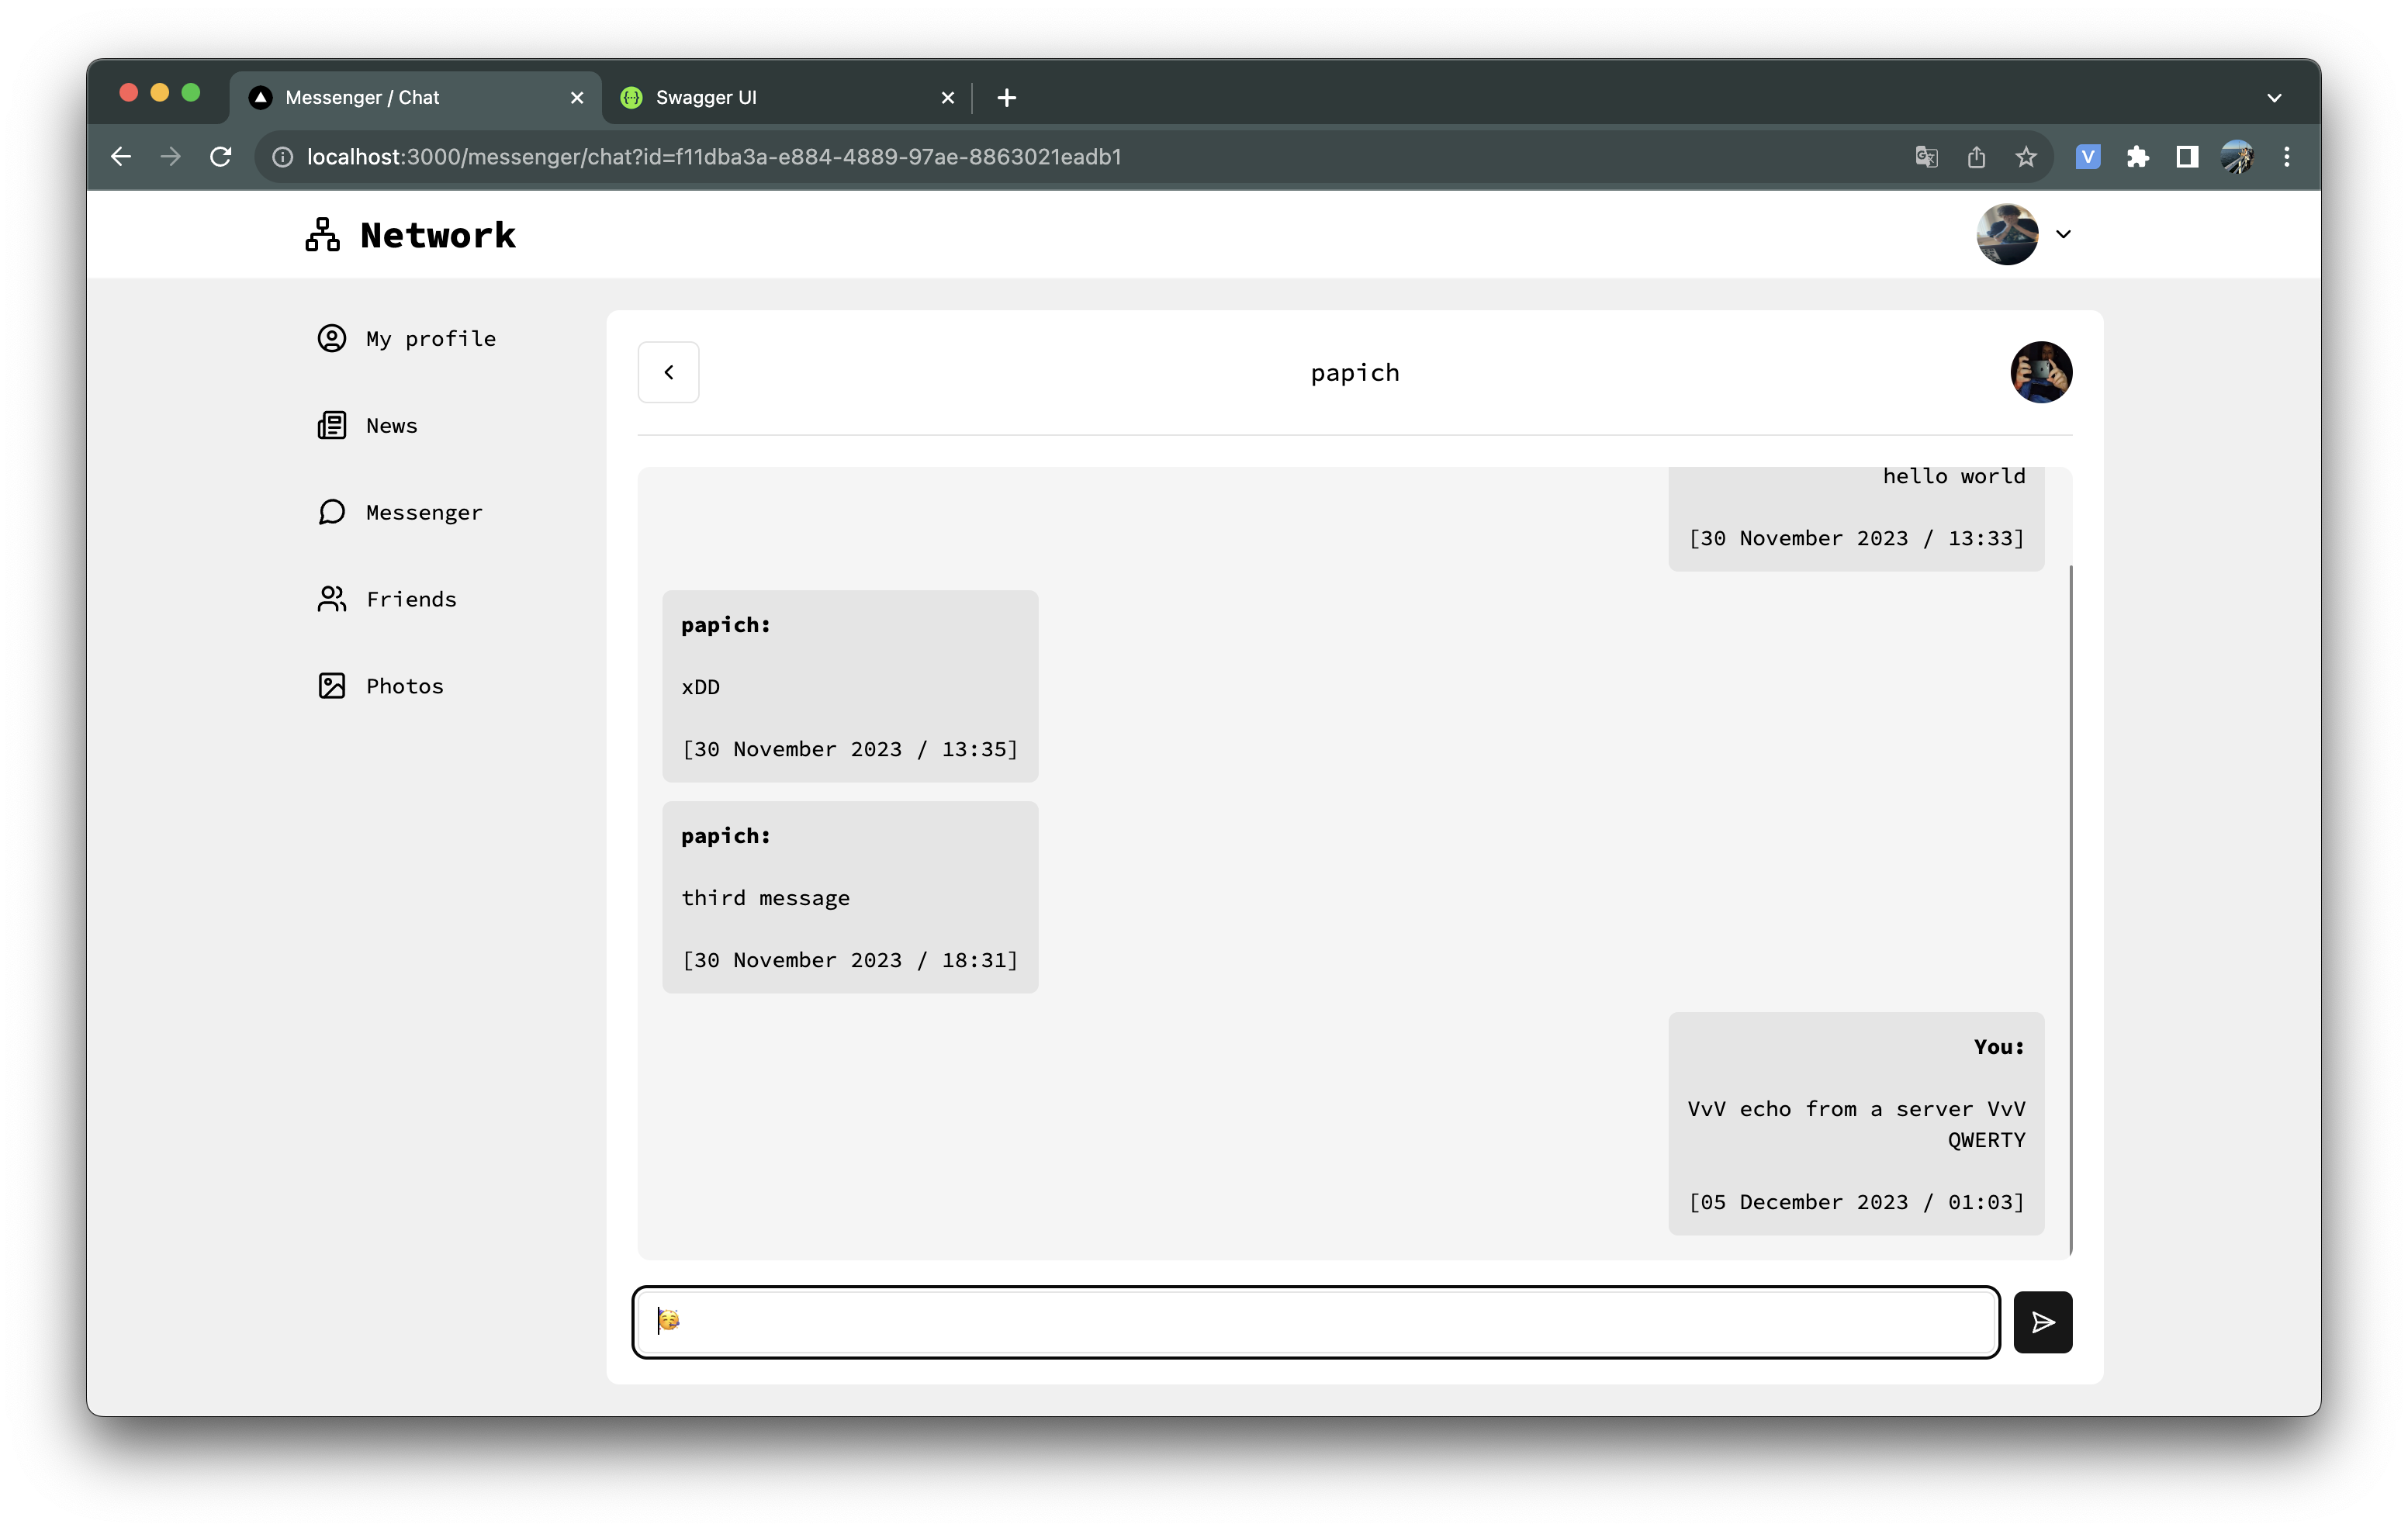 Messenger / Chat
Swagger UI
localhost:3000/messenger/chat?id=f11dba3a-e884-4889-97ae-8863021eadb1
V
Network
My profile
News
Messenger
Friends
Photos
papich
hello world
[30 November 2023 / 13:33]
papich:
xDD
[30 November 2023 / 13:35]
papich:
third message
[30 November 2023 / 18:31]
You:
VvV echo from a server VvV
QWERTY
[05 December 2023 / 01:03]
🥳